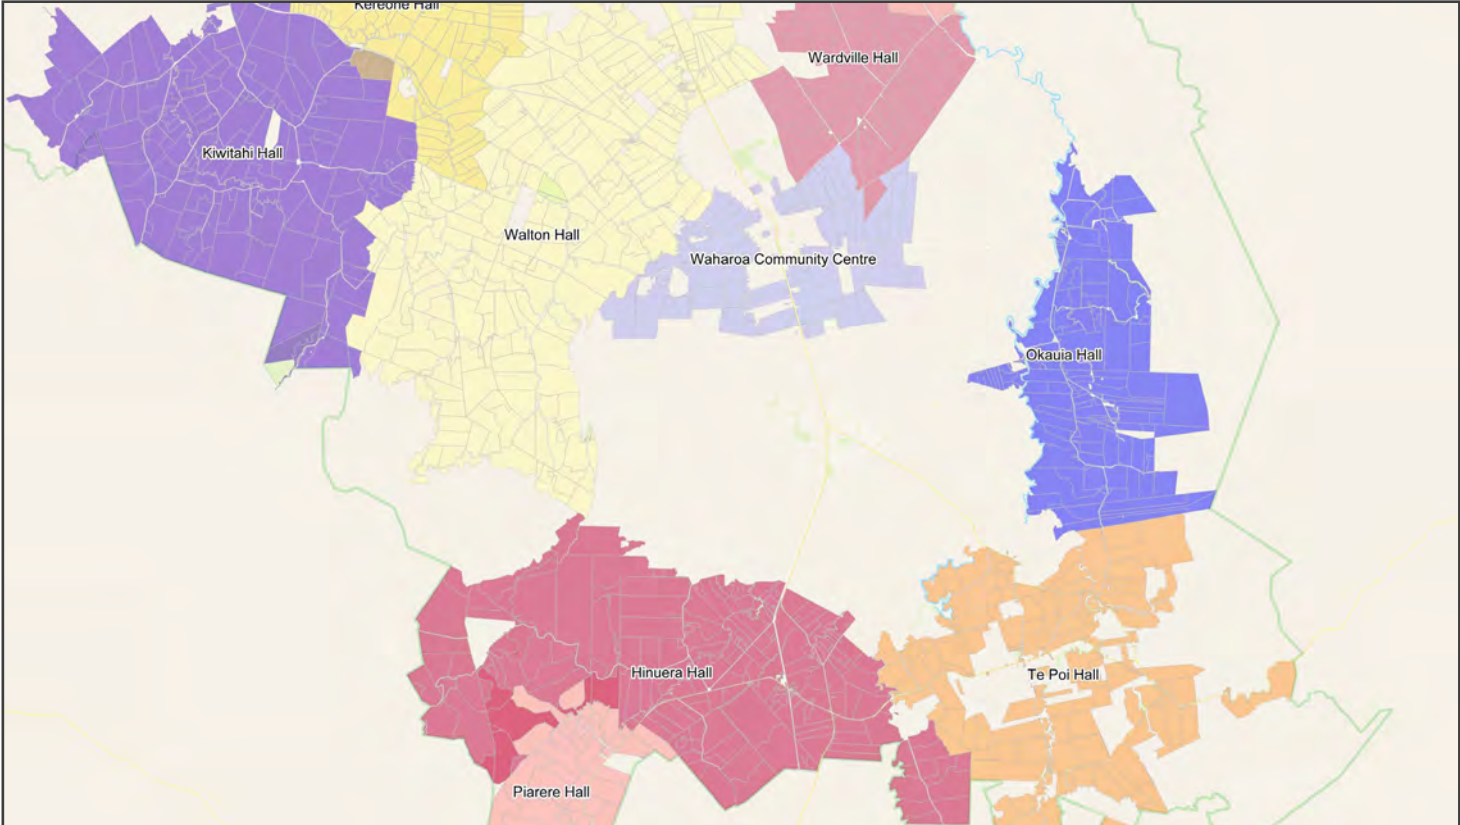 Kereone Hall
Wardville Hall
Kiwitahi Hall
Walton Hall
Waharoa Community Centre
Okauia Hall
Hinuera Hall
Te Poi Hall
Piarere Hall